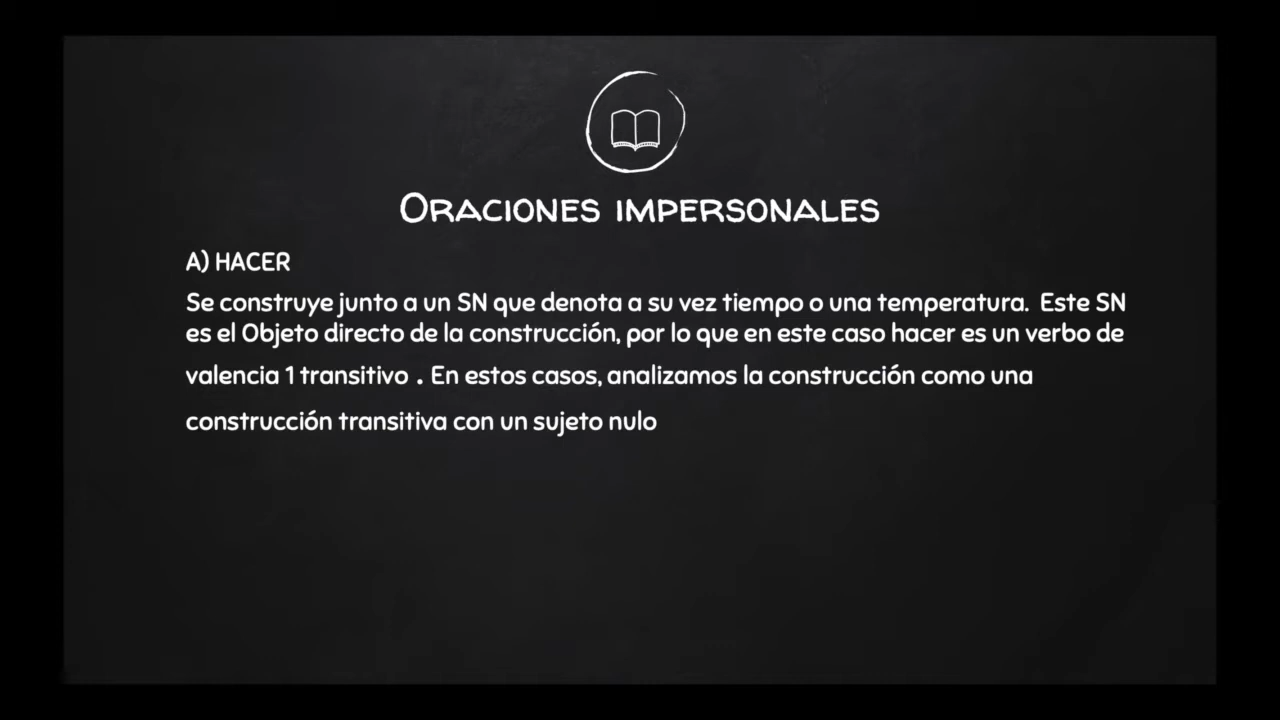 ORACIONES IMPERSONALES
A) HACER
Se construye junto a un SN que denota a su vez tiempo o una temperatura. Este SN
es el Objeto directo de la construcción, por lo que en este caso hacer es un verbo de
valencia 1 transitivo . En estos casos, analizamos la construcción como una
construcción transitiva con un sujeto nulo